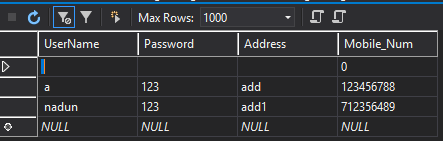 Max Rows: 1000
UserName Password Address Mobile_Num
0
a 123 add 123456788
nadun 123 add1 712356489
NULL NULL NULL NULL